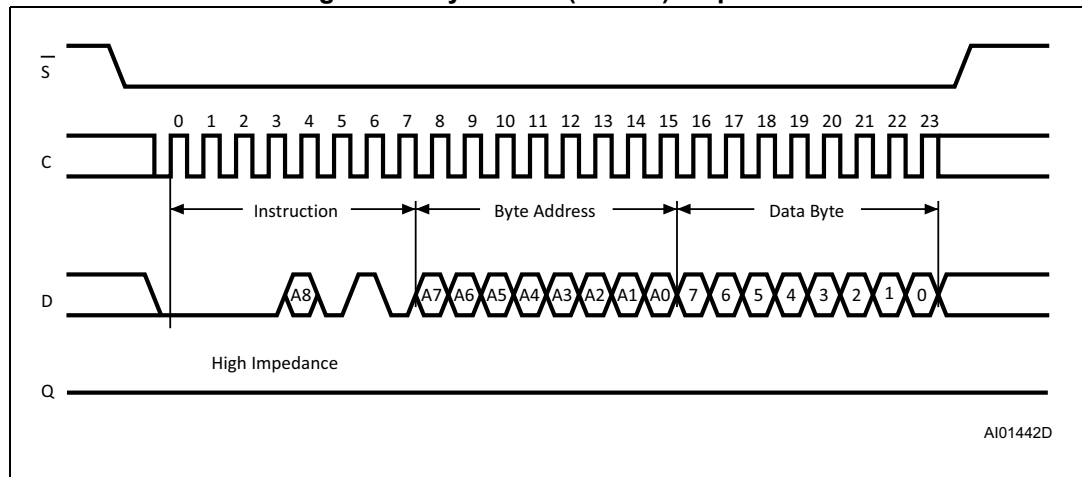 S
0 1 2 3 4 5 6 7 8 9 10 11 12 13 14 15 16 17 18 19 20 21 22 23
C
Instruction Byte Address Data Byte
D A8 A7 A6 A5 A4 A3 A2 A1 A0 7 6 5 4 3 2 1 0
High Impedance
Q
AI01442D